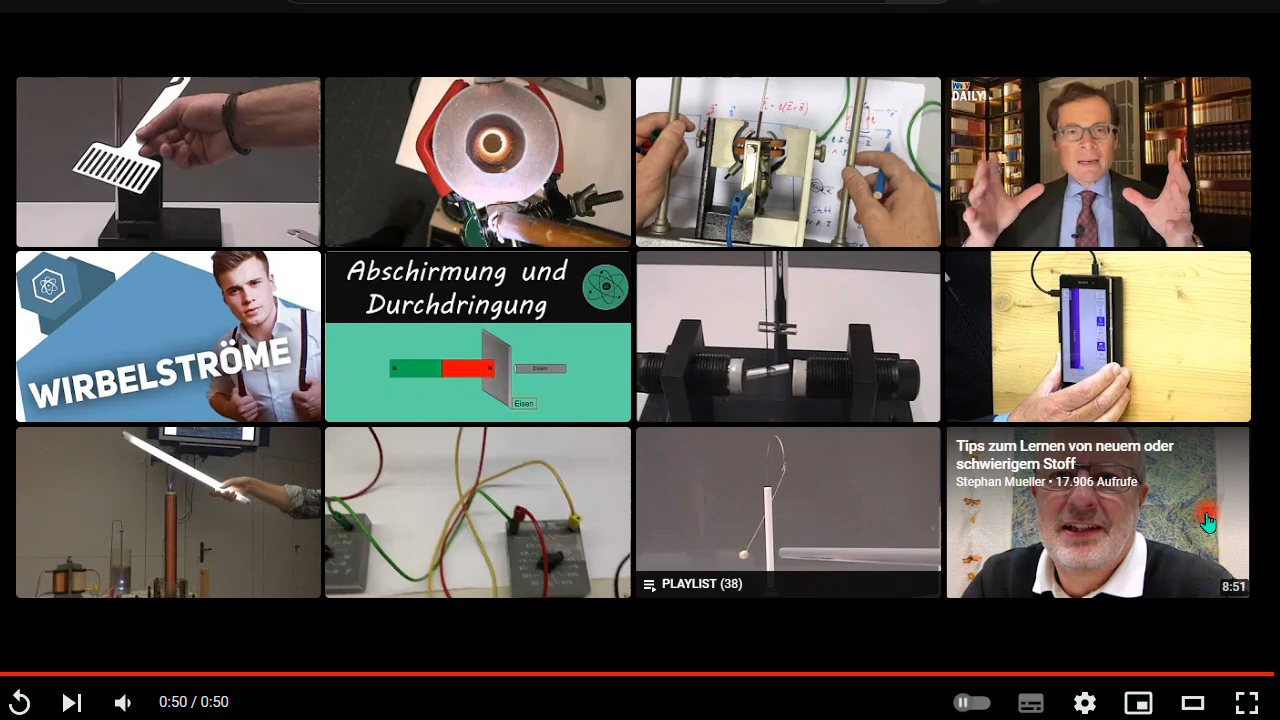 DAILY
WIRBELSTRÖME
Abschirmung und
Durchdringung
S
N
Eisen
Eisen
PLAYLIST (38)
Tips zum Lernen von neuem oder
schwierigem Stoff
Stephan Mueller • 17.906 Aufrufe
8:51
0:50 / 0:50